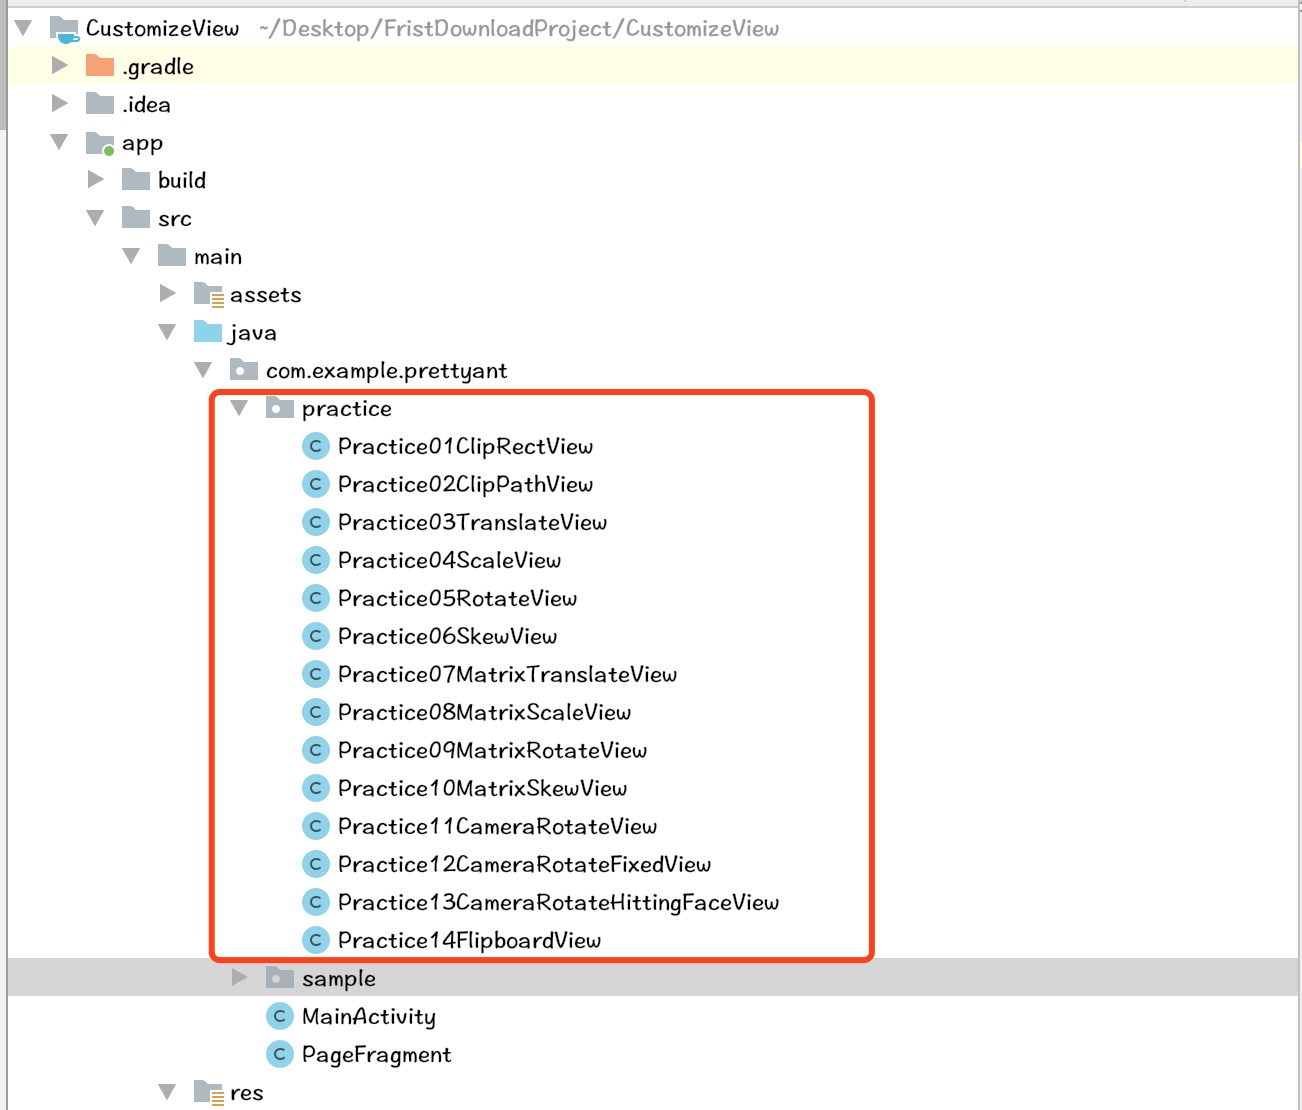 CustomizeView ~/Desktop/FristDownloadProject/CustomizeView
.gradle
.idea
app
build
src
main
assets
java
com.example.prettyant
practice
C Practice01ClipRectView
C Practice02ClipPathView
C Practice03TranslateView
C Practice04ScaleView
C Practice05RotateView
C Practice06SkewView
C Practice07MatrixTranslateView
C Practice08MatrixScaleView
C Practice09MatrixRotateView
C Practice10MatrixSkewView
C Practice11CameraRotateView
C Practice12CameraRotateFixedView
C Practice13CameraRotateHittingFaceView
C Practice14FlipboardView
sample
C MainActivity
C PageFragment
res